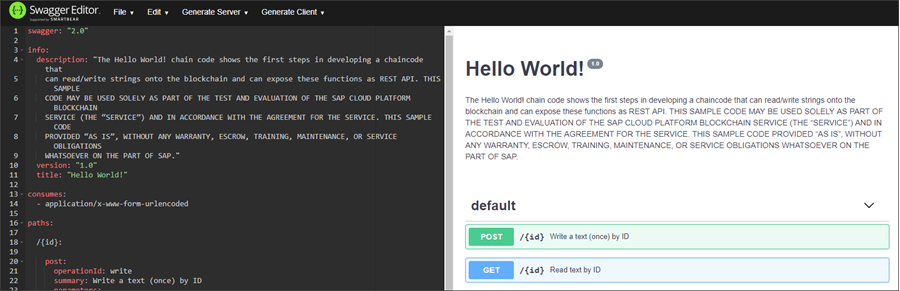 Swagger Editor.
Supported by SMARTBEAR
File ▾ Edit ▾ Generate Server ▾ Generate Client ▾
1 swagger: "2.0"
2
3 info:
4 description: "The Hello World! chain code shows the first steps in developing a chaincode
that
5 can read/write strings onto the blockchain and can expose these functions as REST API. THIS
SAMPLE
6 CODE MAY BE USED SOLELY AS PART OF THE TEST AND EVALUATION OF THE SAP CLOUD PLATFORM
BLOCKCHAIN
7 SERVICE (THE “SERVICE”) AND IN ACCORDANCE WITH THE AGREEMENT FOR THE SERVICE. THIS SAMPLE
CODE
8 PROVIDED “AS IS”, WITHOUT ANY WARRANTY, ESCROW, TRAINING, MAINTENANCE, OR SERVICE
OBLIGATIONS
9 WHATSOEVER ON THE PART OF SAP."
10 version: "1.0"
11 title: "Hello World!"
12
13 consumes:
14 - application/x-www-form-urlencoded
15
16 paths:
17
18 /{id}:
19
20 post:
21 operationId: write
22 summary: Write a text (once) by ID
23 parameters:
Hello World! 1.0
The Hello World! chain code shows the first steps in developing a chaincode that can read/write strings onto the
blockchain and can expose these functions as REST API. THIS SAMPLE CODE MAY BE USED SOLELY AS PART OF
THE TEST AND EVALUATION OF THE SAP CLOUD PLATFORM BLOCKCHAIN SERVICE (THE “SERVICE”) AND IN
ACCORDANCE WITH THE AGREEMENT FOR THE SERVICE. THIS SAMPLE CODE PROVIDED “AS IS”, WITHOUT
ANY WARRANTY, ESCROW, TRAINING, MAINTENANCE, OR SERVICE OBLIGATIONS WHATSOEVER ON THE
PART OF SAP.
default
POST /{id} Write a text (once) by ID
GET /{id} Read text by ID